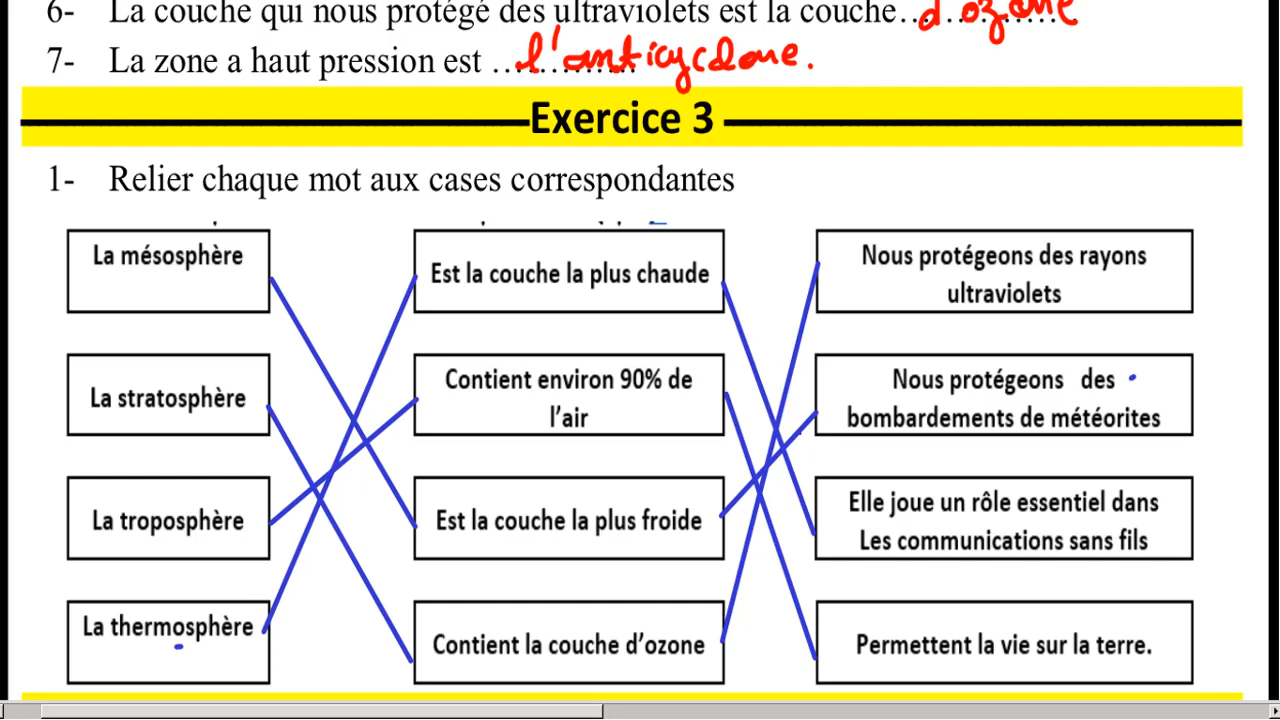 6- La couche qui nous protégé des ultraviolets est la couche…d'ozone
7- La zone a haut pression est …l'anticyclone.
Exercice 3
1- Relier chaque mot aux cases correspondantes
La mésosphère
Est la couche la plus chaude
Nous protégeons des rayons
ultraviolets
La stratosphère
Contient environ 90% de
l'air
Nous protégeons des
bombardements de météorites
La troposphère
Est la couche la plus froide
Elle joue un rôle essentiel dans
Les communications sans fils
La thermosphère
Contient la couche d'ozone
Permettent la vie sur la terre.